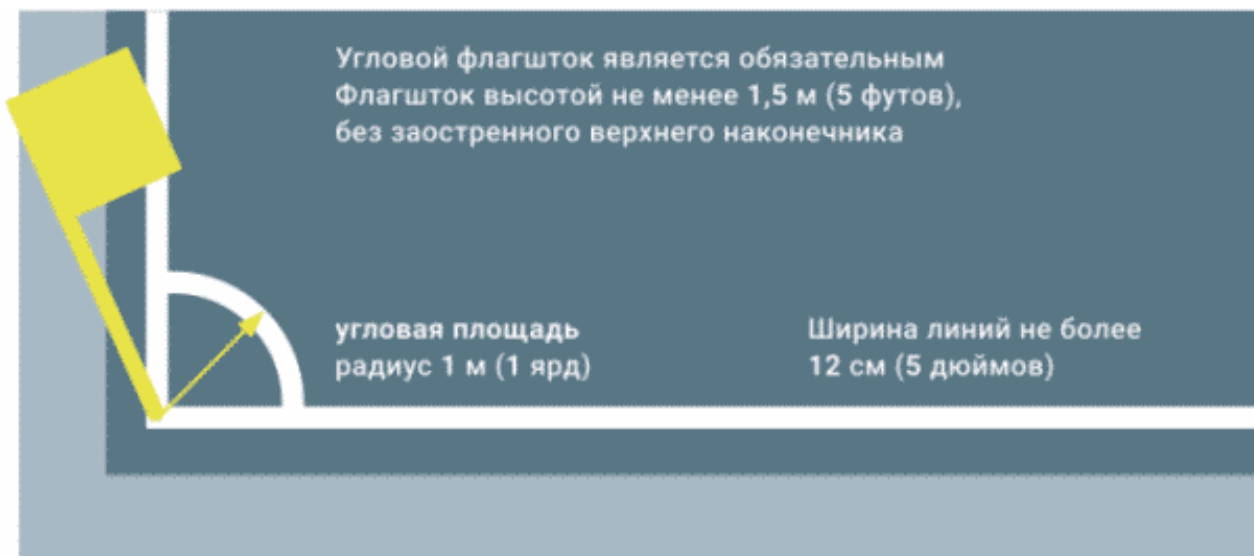 Угловой флагшток является обязательным
Флагшток высотой не менее 1,5 м (5 футов),
без заостренного верхнего наконечника
угловая площадь
радиус 1 м (1 ярд)
Ширина линий не более
12 см (5 дюймов)